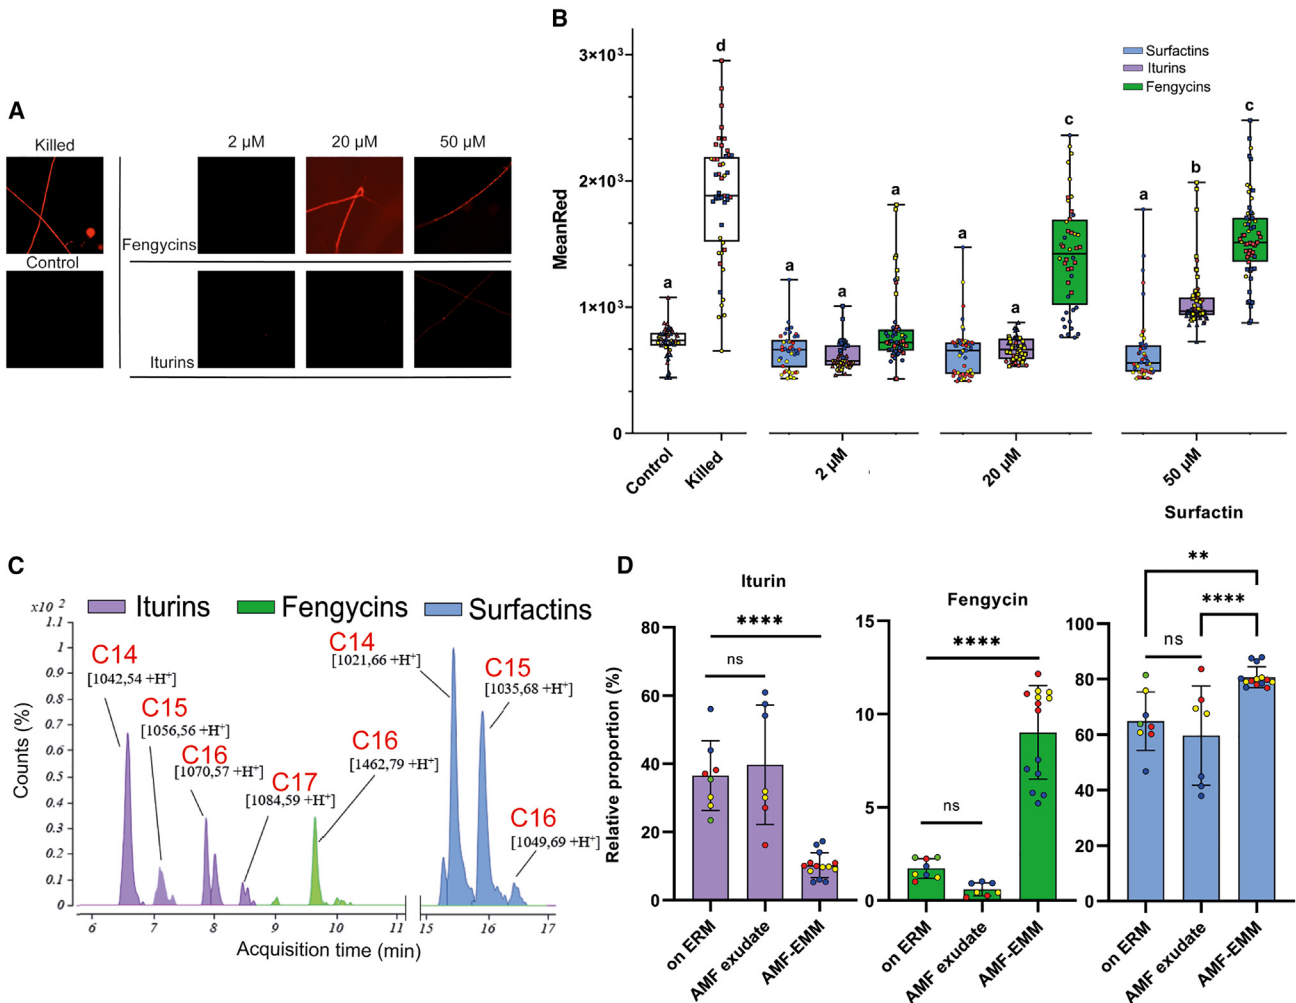 A
Killed
2 µM
20 µM
50 µM
Fengycins
Control
Iturins
B
MeanRed
3×10³
2×10³
1×10³
0
a
d
a
a
a
a
a
c
a
b
c
Surfactins
Iturins
Fengycins
Control
Killed
2 µM
20 µM
50 µM
C
x10 2
Iturins
Fengycins
Surfactins
Counts (%)
1.1
1
0.9
0.8
0.7
0.6
0.5
0.4
0.3
0.2
0.1
0
C14
[1042,54 +H⁺]
C15
[1056,56 +H⁺]
C16
[1070,57 +H⁺]
C17
[1084,59 +H⁺]
C16
[1462,79 +H⁺]
C14
[1021,66 +H⁺]
C15
[1035,68 +H⁺]
C16
[1049,69 +H⁺]
6
7
8
9
10
11
15
16
17
Acquisition time (min)
D
Relative proportion (%)
Iturin
****
ns
80
60
40
20
0
on ERM
AMF exudate
AMF-EMM
Fengycin
****
ns
15
10
5
0
on ERM
AMF exudate
AMF-EMM
Surfactin
**
****
ns
100
80
60
40
20
0
on ERM
AMF exudate
AMF-EMM